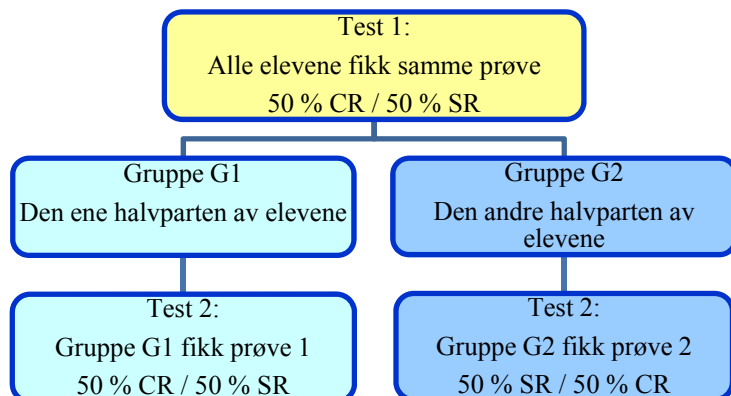 Test 1:
Alle elevene fikk samme prøve
50 % CR / 50 % SR
Gruppe G1
Den ene halvparten av elevene
Gruppe G2
Den andre halvparten av
elevene
Test 2:
Gruppe G1 fikk prøve 1
50 % CR / 50 % SR
Test 2:
Gruppe G2 fikk prøve 2
50 % SR / 50 % CR